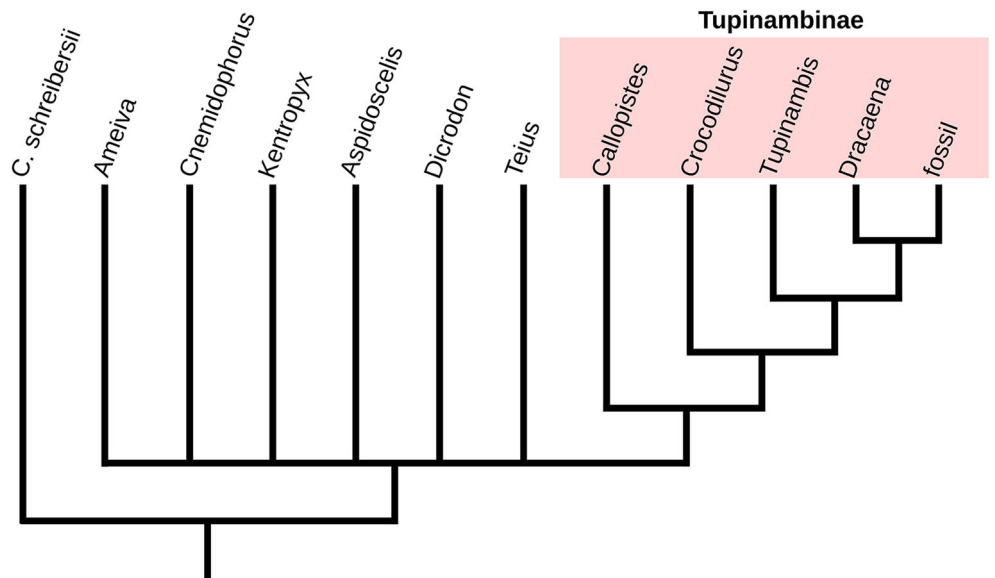 Tupinambinae
C. schreibersii
Ameiva
Cnemidophorus
Kentropyx
Aspidoscelis
Dicrodon
Teius
Callopistes
Crocodilurus
Tupinambis
Dracaena
fossil